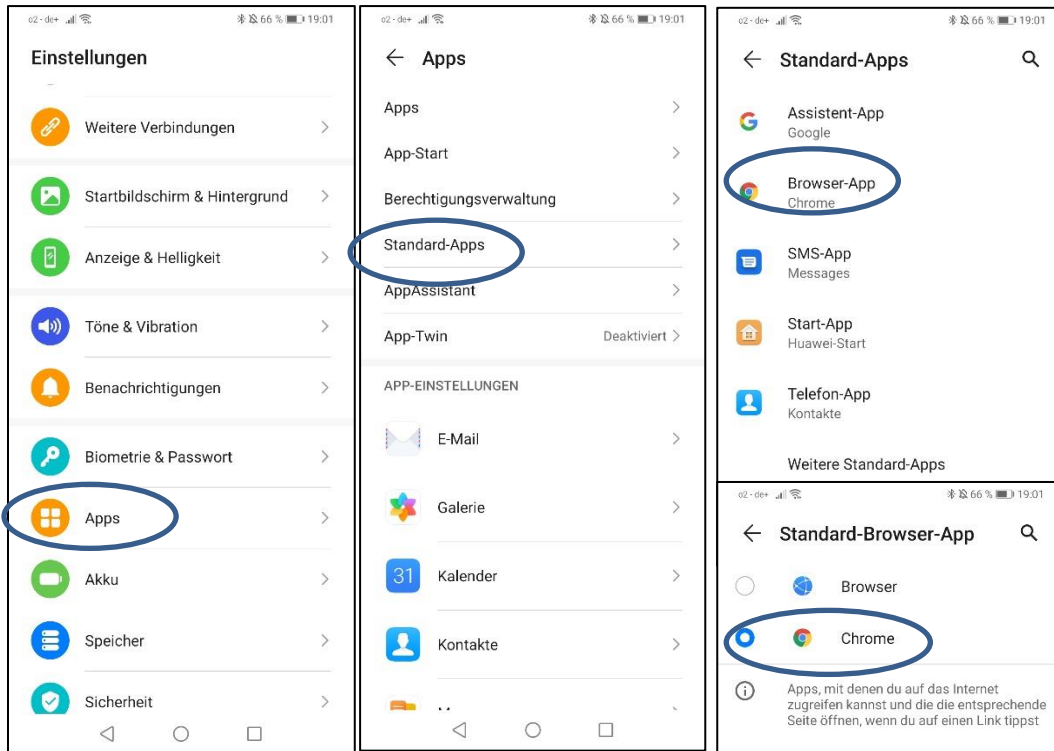 o2 - de+ 66 % 19:01
Einstellungen
Weitere Verbindungen
Startbildschirm & Hintergrund
Anzeige & Helligkeit
Töne & Vibration
Benachrichtigungen
Biometrie & Passwort
Apps
Akku
Speicher
Sicherheit
o2 - de+ 66 % 19:01
Apps
Apps
App-Start
Berechtigungsverwaltung
Standard-Apps
AppAssistant
App-Twin Deaktiviert
APP-EINSTELLUNGEN
E-Mail
Galerie
31 Kalender
Kontakte
o2 - de+ 66 % 19:01
Standard-Apps
Assistent-App
Google
Browser-App
Chrome
SMS-App
Messages
Start-App
Huawei-Start
Telefon-App
Kontakte
Weitere Standard-Apps
o2 - de+ 66 % 19:01
Standard-Browser-App
Browser
Chrome
Apps, mit denen du auf das Internet
zugreifen kannst und die die entsprechende
Seite öffnen, wenn du auf einen Link tippst